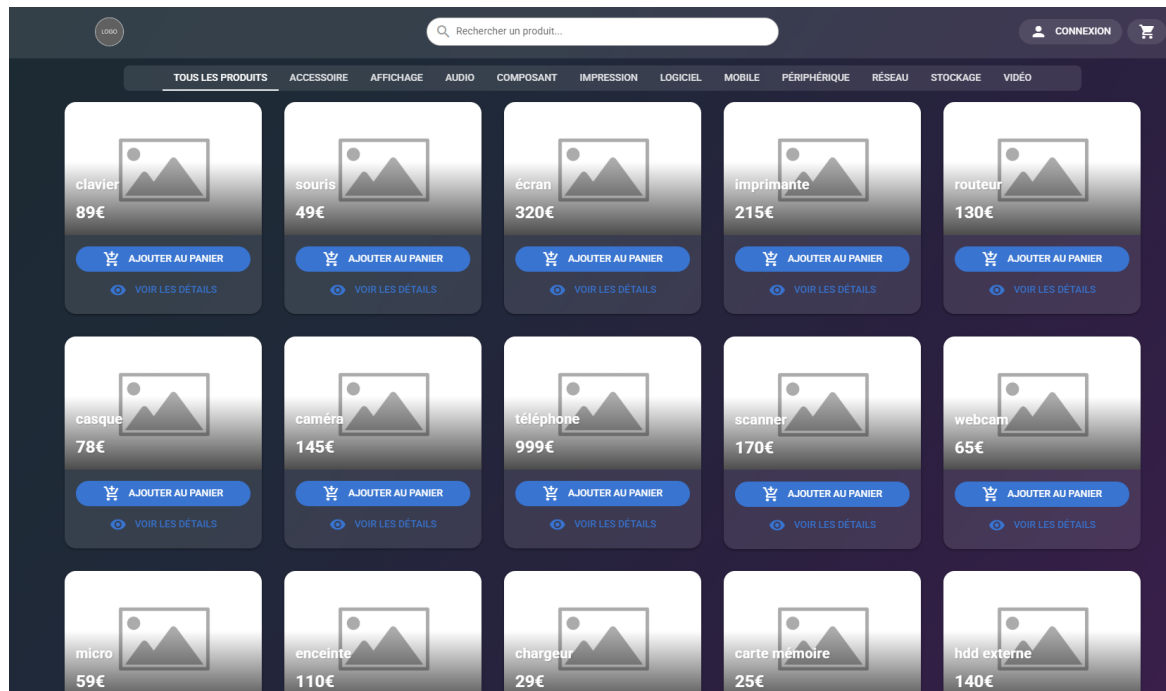 LOGO
Rechercher un produit...
CONNEXION
TOUS LES PRODUITS ACCESSOIRE AFFICHAGE AUDIO COMPOSANT IMPRESSION LOGICIEL MOBILE PÉRIPHÉRIQUE RÉSEAU STOCKAGE VIDÉO
clavier souris écran imprimante routeur
89€ 49€ 320€ 215€ 130€
AJOUTER AU PANIER AJOUTER AU PANIER AJOUTER AU PANIER AJOUTER AU PANIER AJOUTER AU PANIER
VOIR LES DÉTAILS VOIR LES DÉTAILS VOIR LES DÉTAILS VOIR LES DÉTAILS VOIR LES DÉTAILS
casque caméra téléphone scanner webcam
78€ 145€ 999€ 170€ 65€
AJOUTER AU PANIER AJOUTER AU PANIER AJOUTER AU PANIER AJOUTER AU PANIER AJOUTER AU PANIER
VOIR LES DÉTAILS VOIR LES DÉTAILS VOIR LES DÉTAILS VOIR LES DÉTAILS VOIR LES DÉTAILS
micro enceinte chargeur carte mémoire hdd externe
59€ 110€ 29€ 25€ 140€